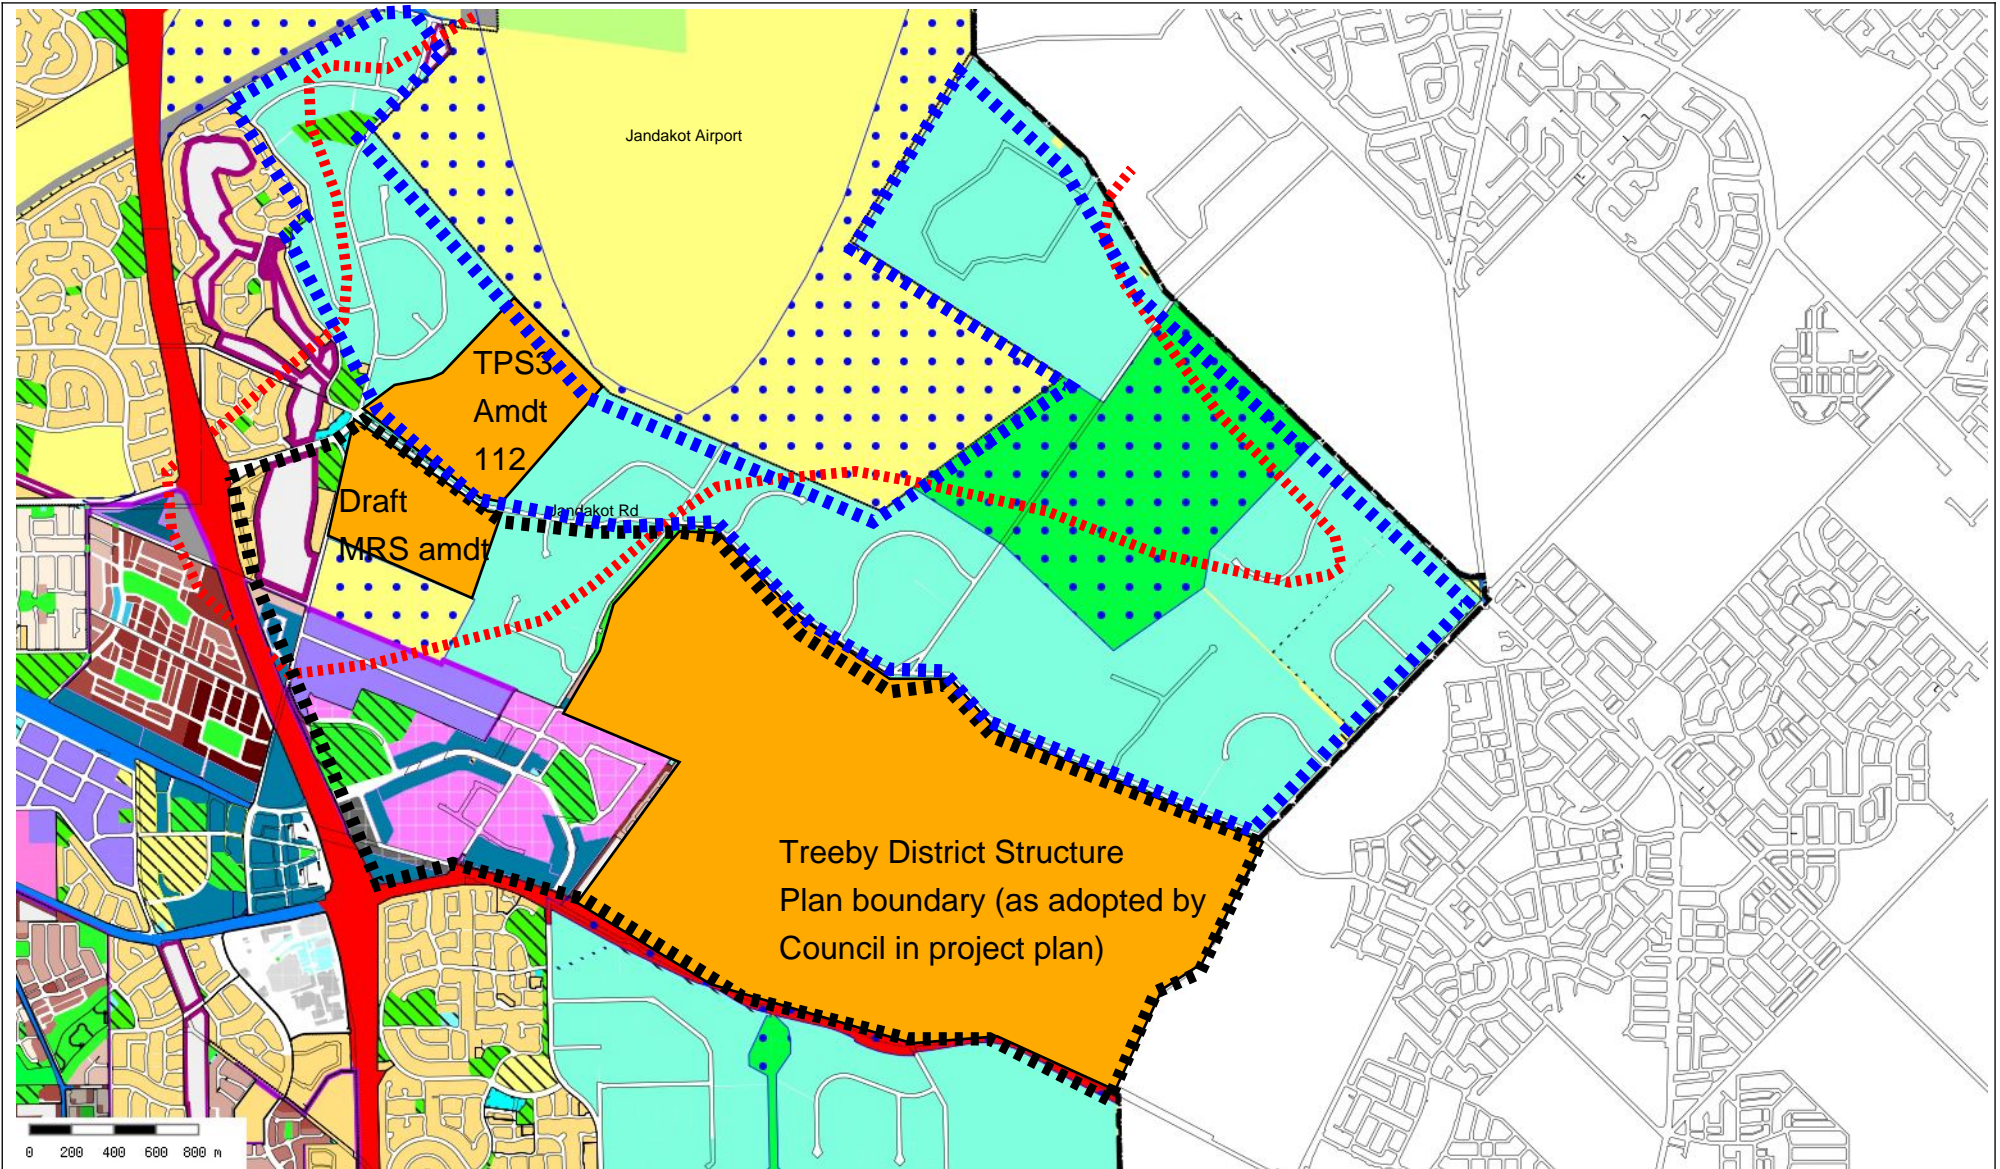 Jandakot Airport
TPS3
Amdt
112
Draft
MRS amdt
Jandakot Rd
Treeby District Structure
Plan boundary (as adopted by
Council in project plan)
0 200 400 600 800 m